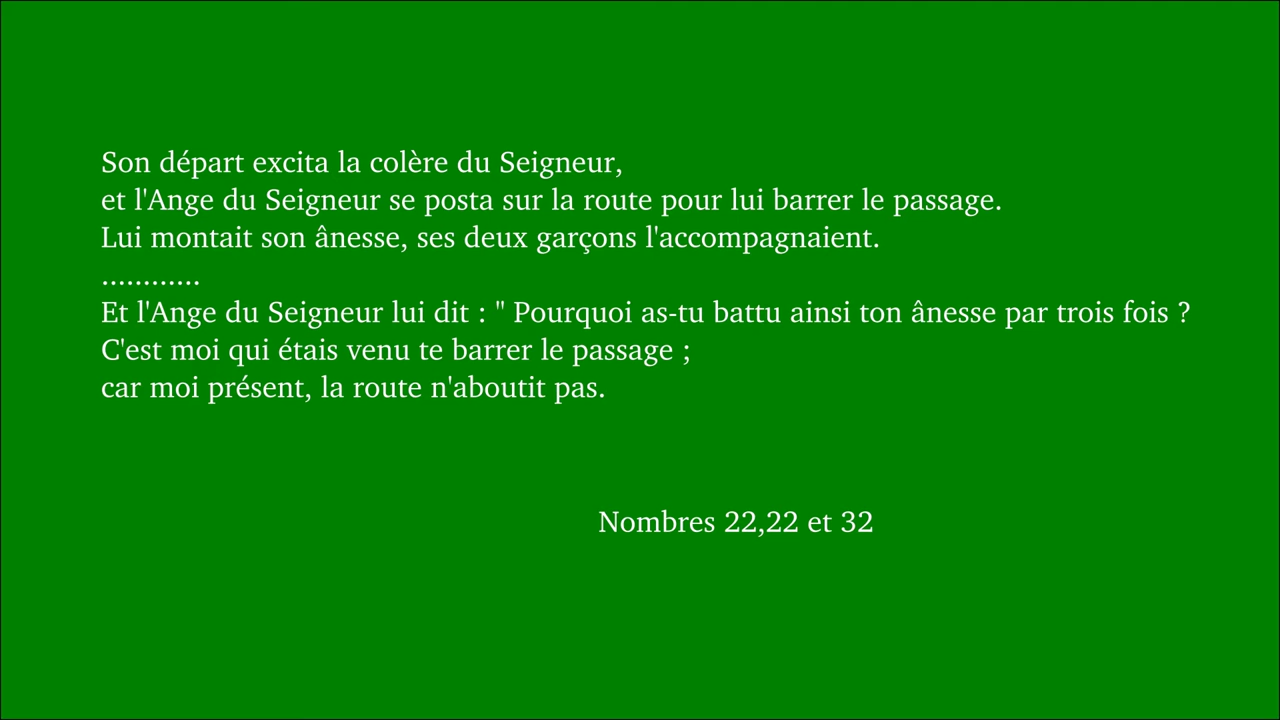 Son départ excita la colère du Seigneur,
et l'Ange du Seigneur se posta sur la route pour lui barrer le passage.
Lui montait son ânesse, ses deux garçons l'accompagnaient.
............
Et l'Ange du Seigneur lui dit : " Pourquoi as-tu battu ainsi ton ânesse par trois fois ?
C'est moi qui étais venu te barrer le passage ;
car moi présent, la route n'aboutit pas.
Nombres 22,22 et 32